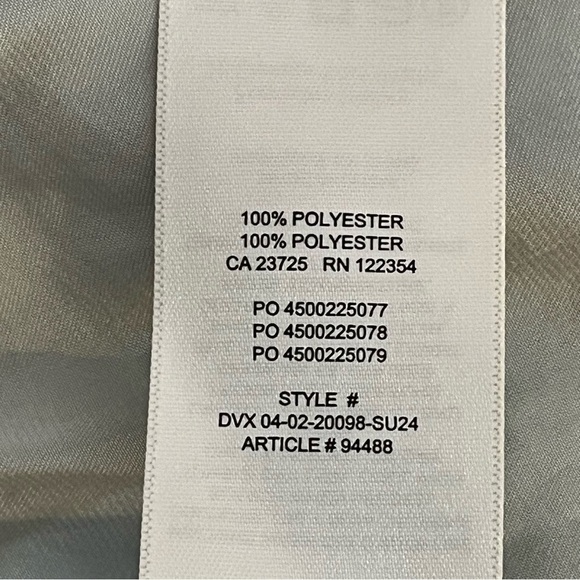 100% POLYESTER
100% POLYESTER
CA 23725 RN 122354
PO 4500225077
PO 4500225078
PO 4500225079
STYLE #
DVX 04-02-20098-SU24
ARTICLE # 94488